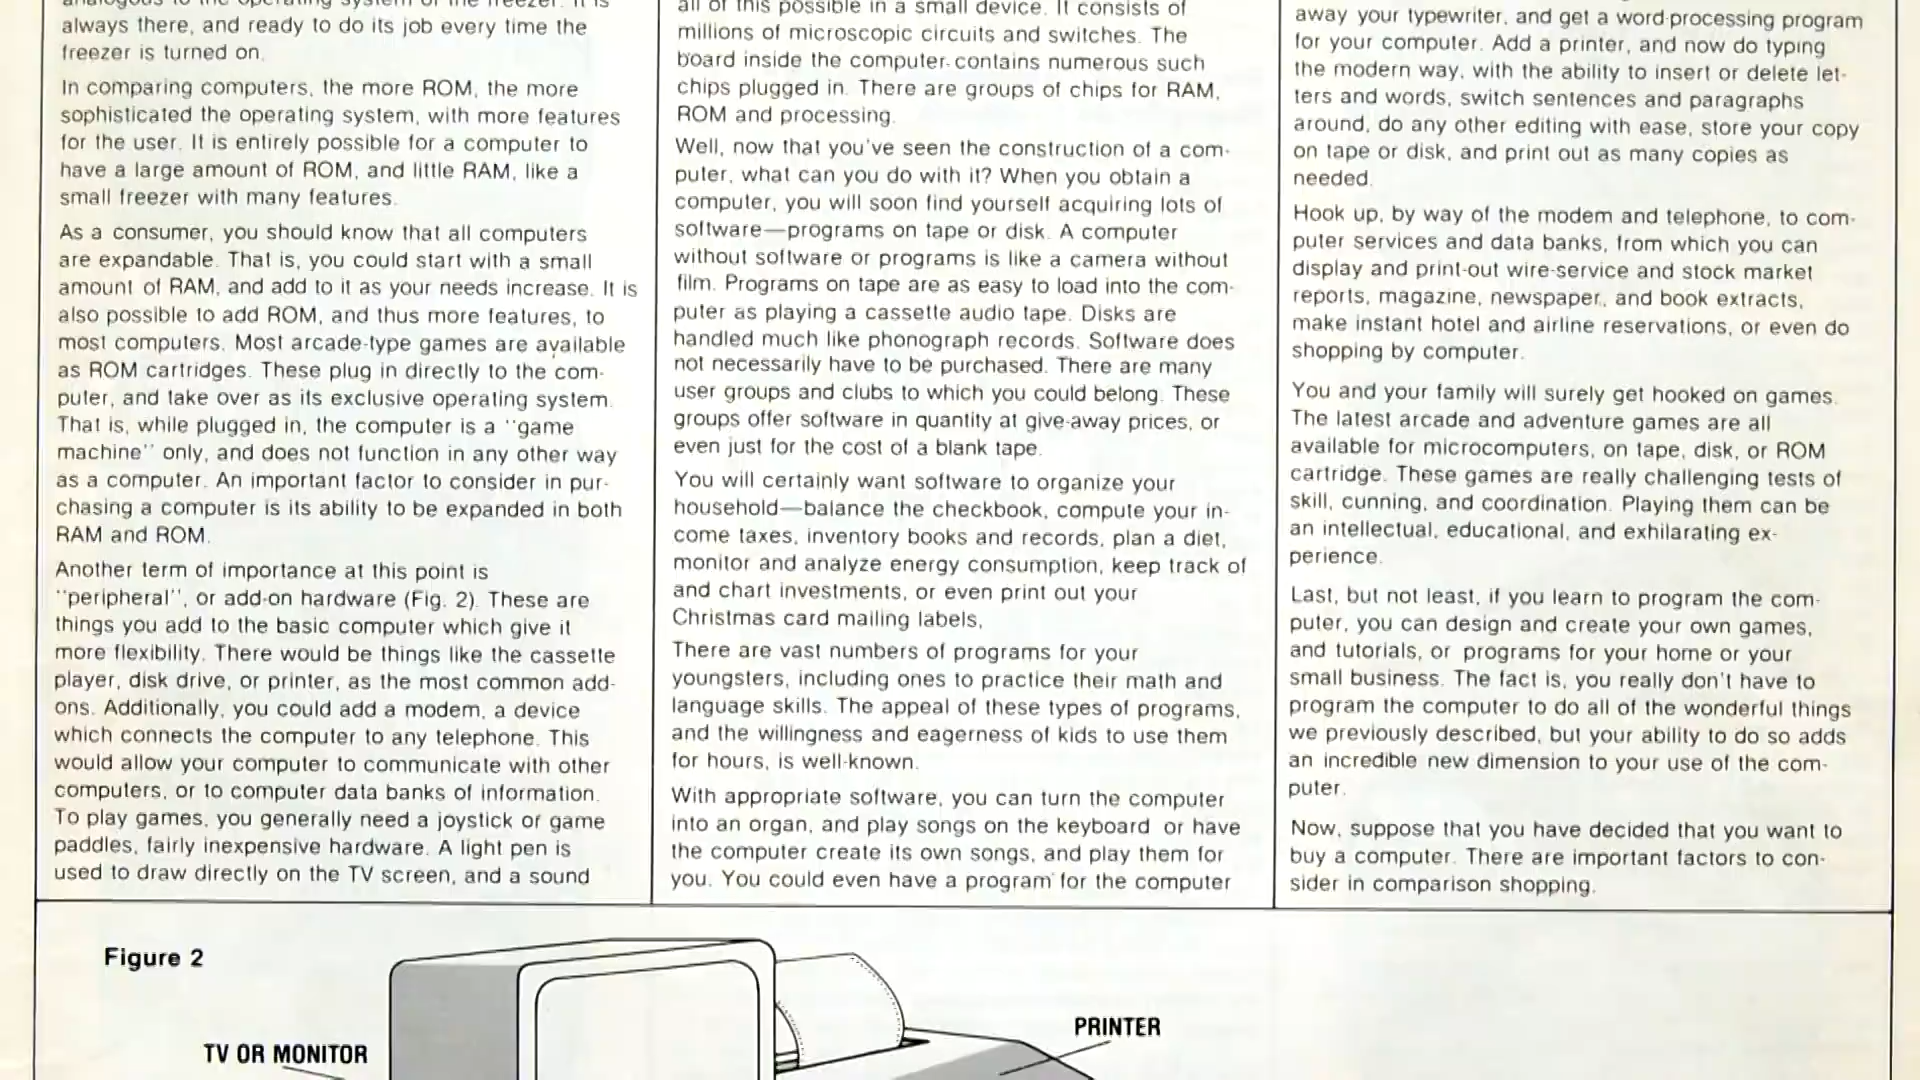 analogous to the operating system of the freezer. It is
always there, and ready to do its job every time the
freezer is turned on.
In comparing computers, the more ROM, the more
sophisticated the operating system, with more features
for the user. It is entirely possible for a computer to
have a large amount of ROM, and little RAM, like a
small freezer with many features.
As a consumer, you should know that all computers
are expandable. That is, you could start with a small
amount of RAM, and add to it as your needs increase. It is
also possible to add ROM, and thus more features, to
most computers. Most arcade-type games are available
as ROM cartridges. These plug in directly to the com-
puter, and take over as its exclusive operating system.
That is, while plugged in, the computer is a "game
machine" only, and does not function in any other way
as a computer. An important factor to consider in pur-
chasing a computer is its ability to be expanded in both
RAM and ROM.
Another term of importance at this point is
"peripheral", or add-on hardware (Fig. 2). These are
things you add to the basic computer which give it
more flexibility. There would be things like the cassette
player, disk drive, or printer, as the most common add-
ons. Additionally, you could add a modem, a device
which connects the computer to any telephone. This
would allow your computer to communicate with other
computers, or to computer data banks of information.
To play games, you generally need a joystick or game
paddles, fairly inexpensive hardware. A light pen is
used to draw directly on the TV screen, and a sound
all of this possible in a small device. It consists of
millions of microscopic circuits and switches. The
board inside the computer contains numerous such
chips plugged in. There are groups of chips for RAM,
ROM and processing.
Well, now that you've seen the construction of a com-
puter, what can you do with it? When you obtain a
computer, you will soon find yourself acquiring lots of
software—programs on tape or disk. A computer
without software or programs is like a camera without
film. Programs on tape are as easy to load into the com-
puter as playing a cassette audio tape. Disks are
handled much like phonograph records. Software does
not necessarily have to be purchased. There are many
user groups and clubs to which you could belong. These
groups offer software in quantity at give-away prices, or
even just for the cost of a blank tape.
You will certainly want software to organize your
household—balance the checkbook, compute your in-
come taxes, inventory books and records, plan a diet,
monitor and analyze energy consumption, keep track of
and chart investments, or even print out your
Christmas card mailing labels,
There are vast numbers of programs for your
youngsters, including ones to practice their math and
language skills. The appeal of these types of programs,
and the willingness and eagerness of kids to use them
for hours, is well-known.
With appropriate software, you can turn the computer
into an organ, and play songs on the keyboard or have
the computer create its own songs, and play them for
you. You could even have a program for the computer
away your typewriter, and get a word-processing program
for your computer. Add a printer, and now do typing
the modern way, with the ability to insert or delete let-
ters and words, switch sentences and paragraphs
around, do any other editing with ease, store your copy
on tape or disk, and print out as many copies as
needed.
Hook up, by way of the modem and telephone, to com-
puter services and data banks, from which you can
display and print-out wire-service and stock market
reports, magazine, newspaper, and book extracts,
make instant hotel and airline reservations, or even do
shopping by computer.
You and your family will surely get hooked on games.
The latest arcade and adventure games are all
available for microcomputers, on tape, disk, or ROM
cartridge. These games are really challenging tests of
skill, cunning, and coordination. Playing them can be
an intellectual, educational, and exhilarating ex-
perience.
Last, but not least, if you learn to program the com-
puter, you can design and create your own games,
and tutorials, or programs for your home or your
small business. The fact is, you really don't have to
program the computer to do all of the wonderful things
we previously described, but your ability to do so adds
an incredible new dimension to your use of the com-
puter.
Now, suppose that you have decided that you want to
buy a computer. There are important factors to con-
sider in comparison shopping.
Figure 2
TV OR MONITOR
PRINTER